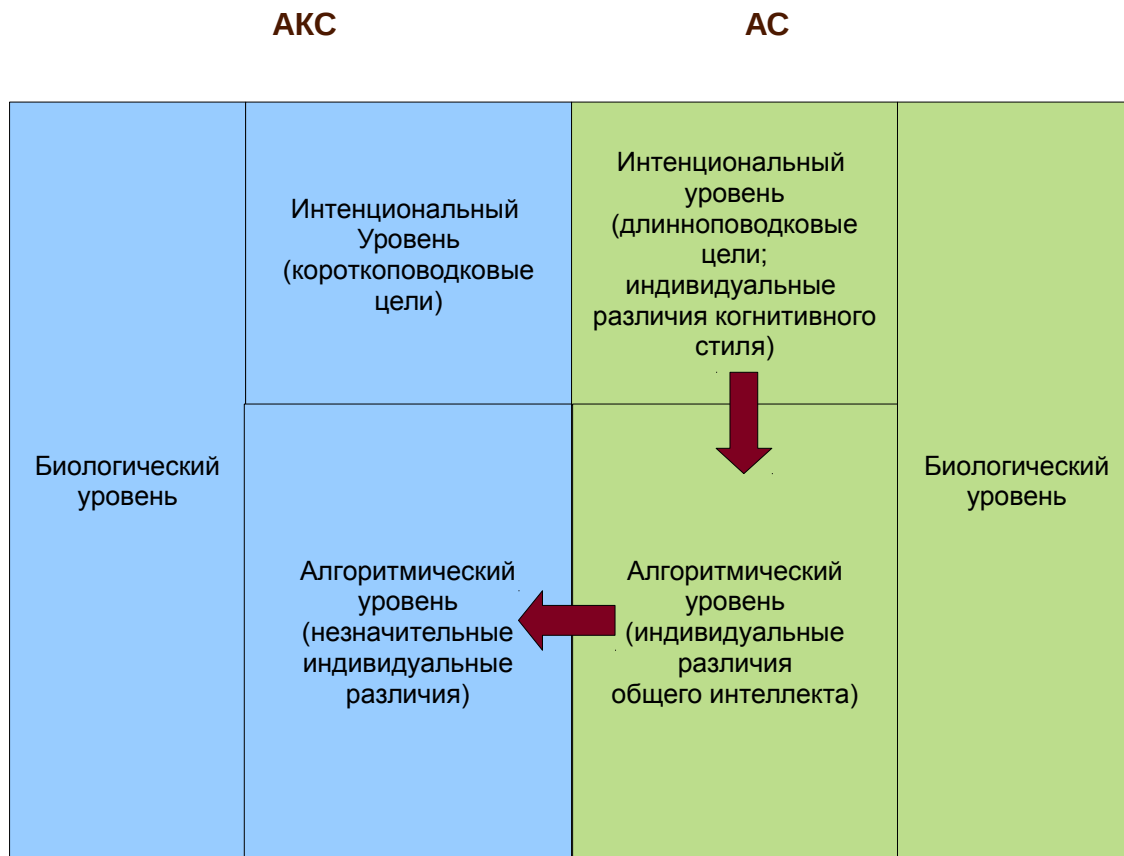 АКС
АС
Биологический
уровень
Интенциональный
Уровень
(короткоповодковые
цели)
Интенциональный
уровень
(длинноповодковые
цели;
индивидуальные
различия когнитивного
стиля)
Биологический
уровень
Алгоритмический
уровень
(незначительные
индивидуальные
различия)
Алгоритмический
уровень
(индивидуальные
различия
общего интеллекта)